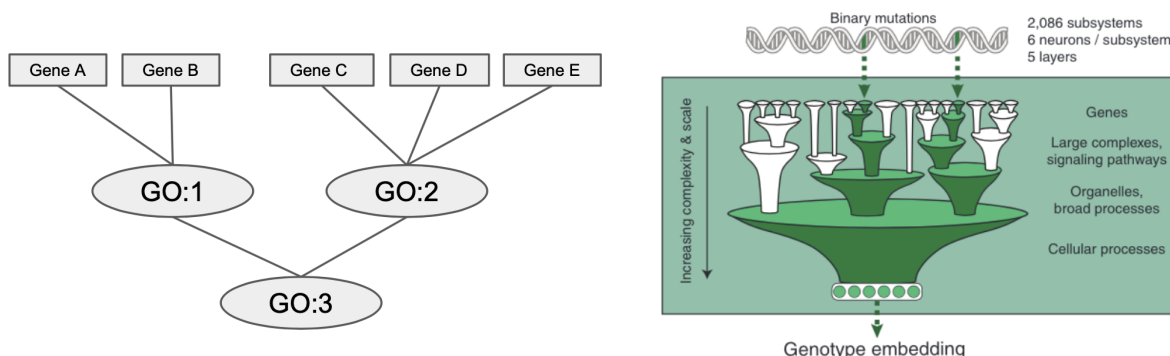 Gene A
Gene B
Gene C
Gene D
Gene E
GO:1
GO:2
GO:3
Binary mutations
2,086 subsystems
6 neurons / subsystem
5 layers
Increasing complexity & scale
Genes
Large complexes,
signaling pathways
Organelles,
broad processes
Cellular processes
Genotype embedding